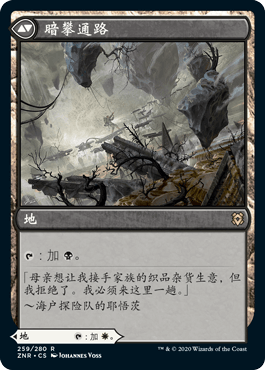 暗攀通路
地
：加。
「母亲想让我接手家族的织品杂货生意，但
我拒绝了。我必须来这里一趟。」
～海户探险队的耶悟茨
地
：加。
259/280 R
ZNR • CS JOHANNES VOSS
™ & © 2020 Wizards of the Coast